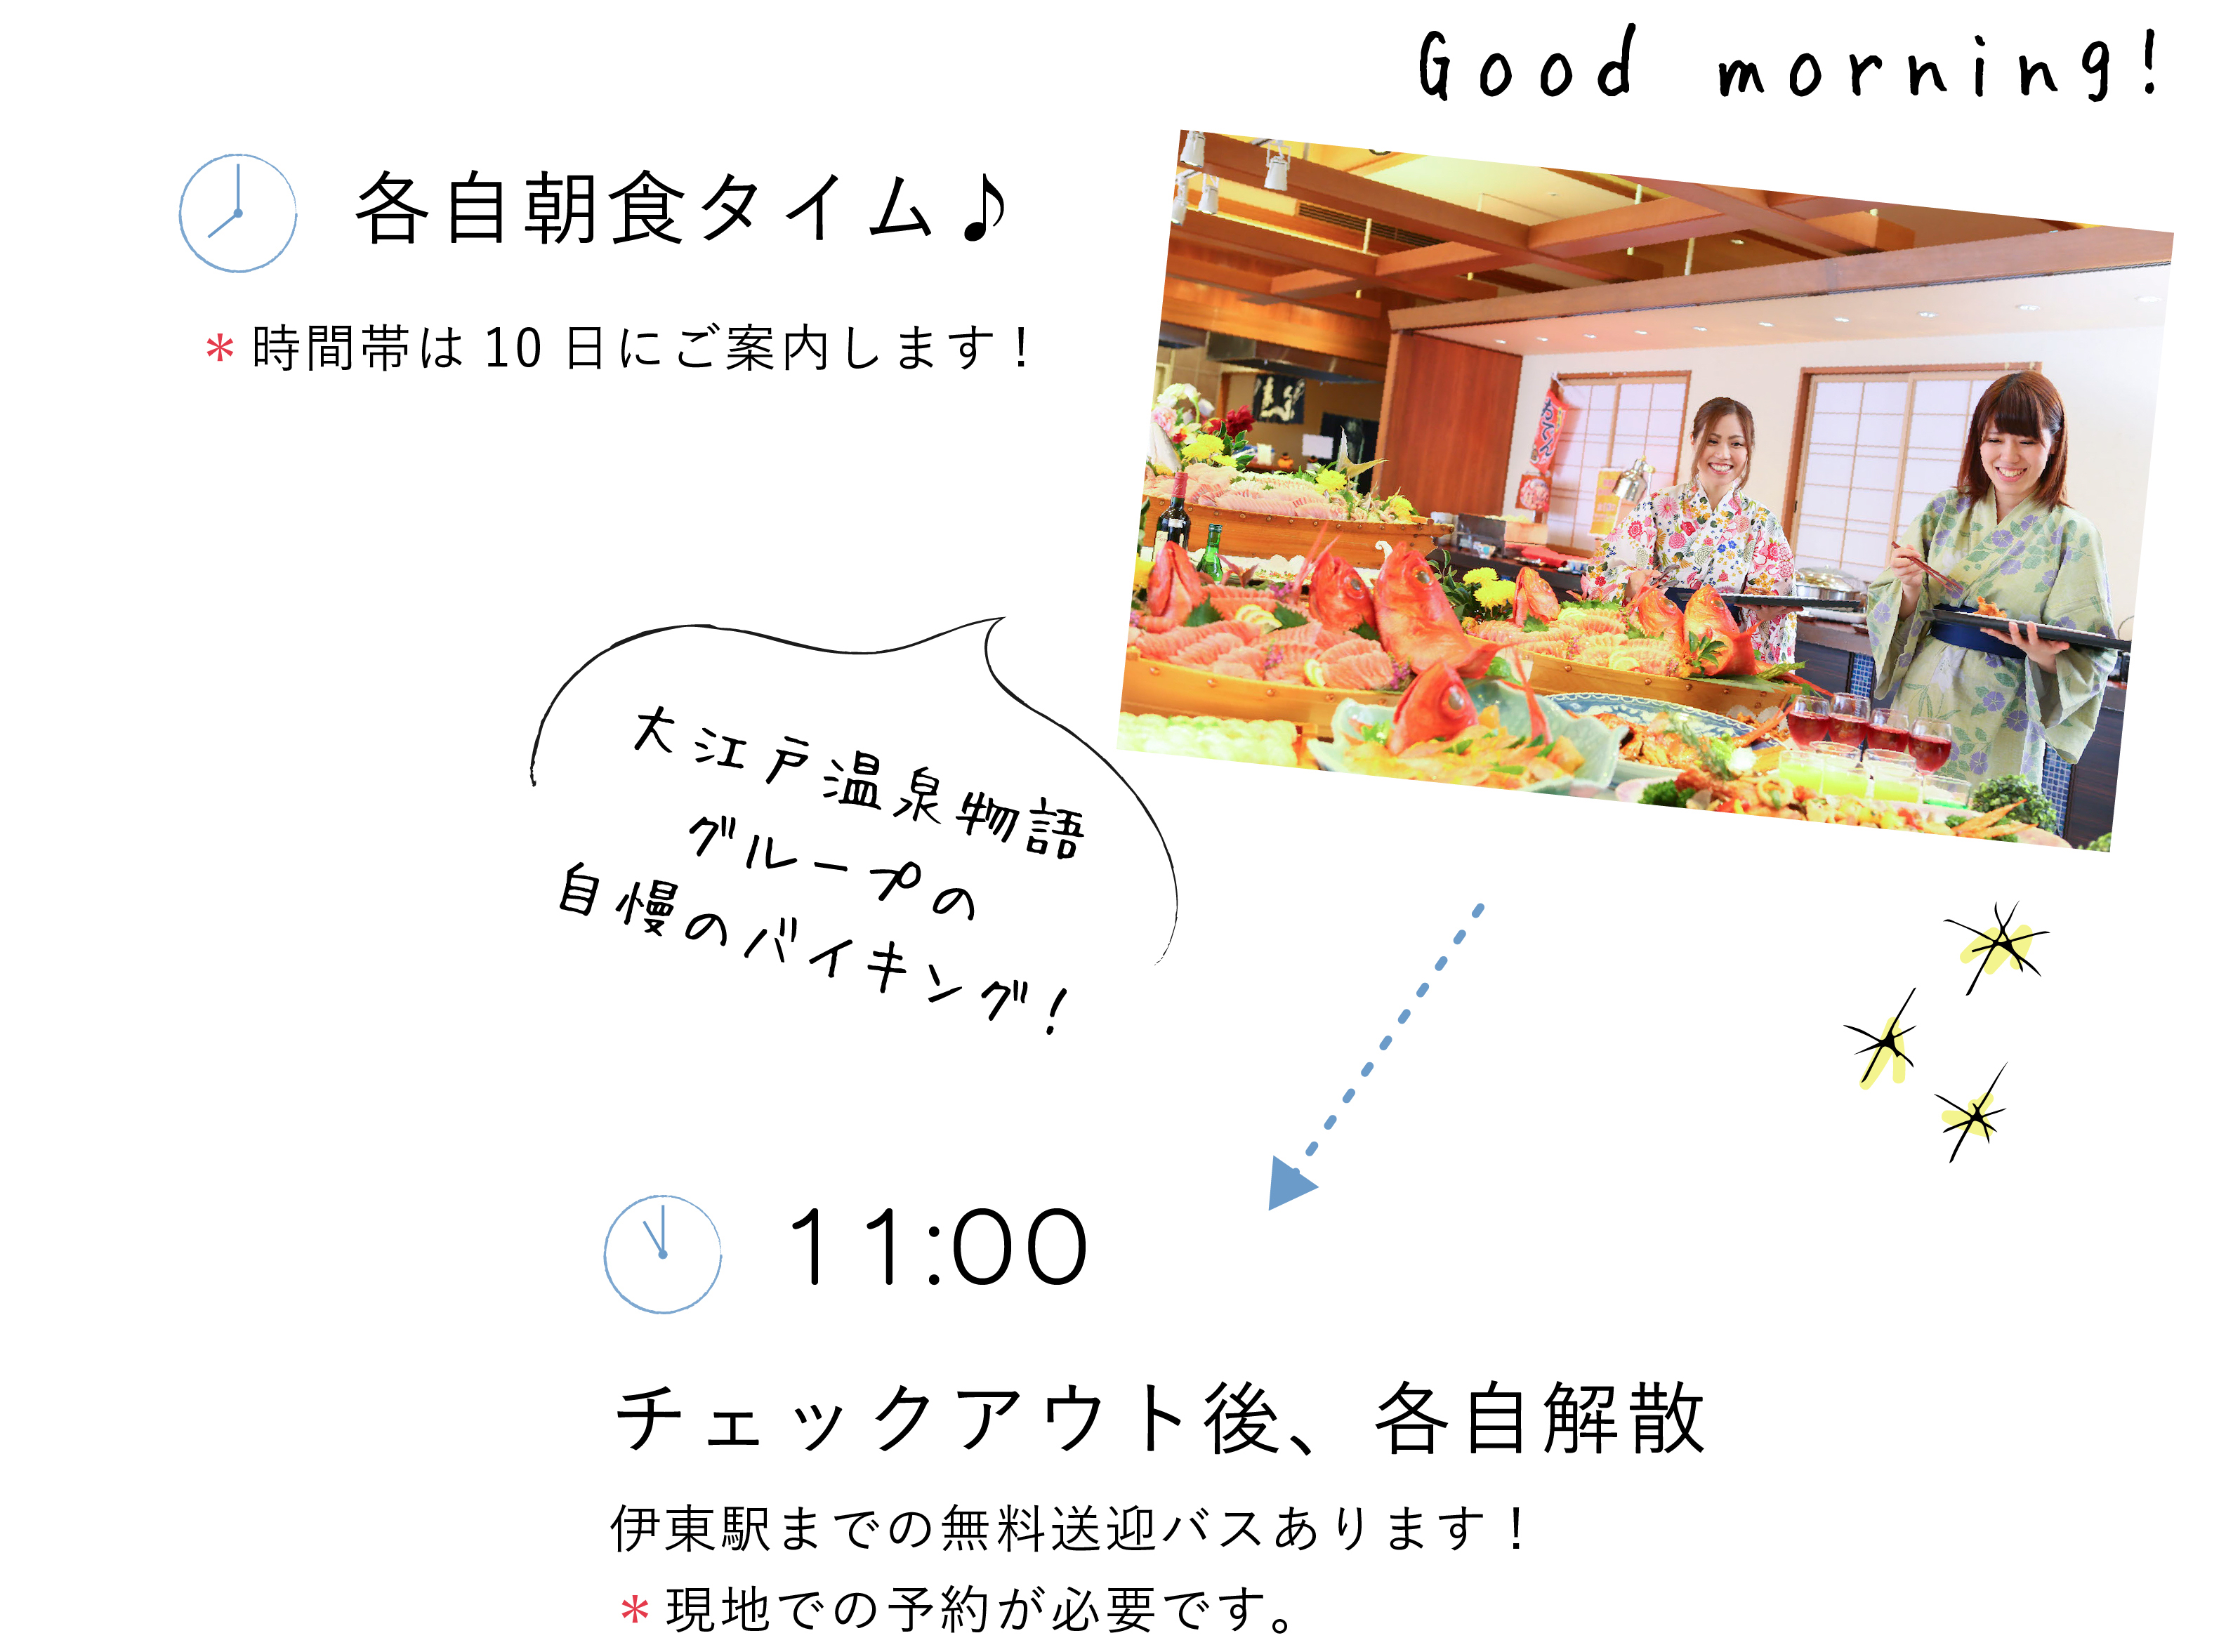 Good morning!
各自朝食タイム♪
*時間帯は 10 日にご案内します！
おでん
大江戸温泉物語
グループの
自慢のバイキング！
11:00
チェックアウト後、各自解散
伊東駅までの無料送迎バスあります！
*現地での予約が必要です。